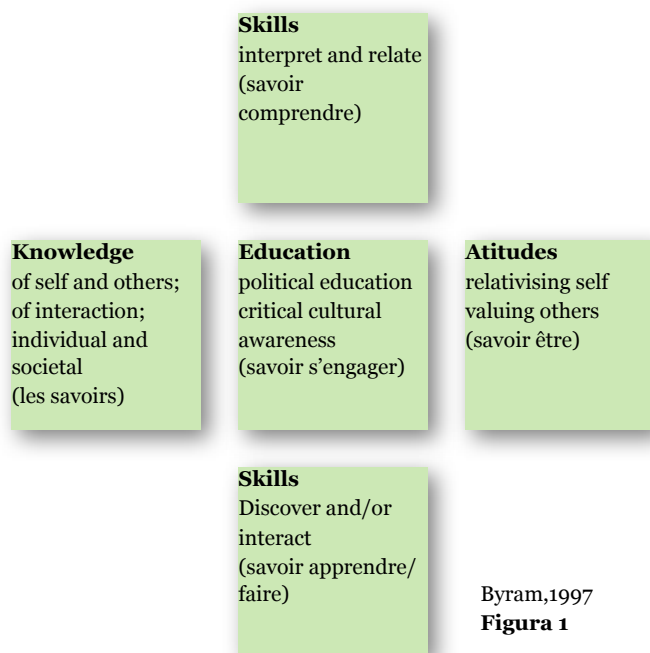 Skills
interpret and relate
(savoir
comprendre)
Knowledge
of self and others;
of interaction;
individual and
societal
(les savoirs)
Education
political education
critical cultural
awareness
(savoir s’engager)
Atitudes
relativising self
valuing others
(savoir être)
Skills
Discover and/or
interact
(savoir apprendre/
faire)
Byram,1997
Figura 1